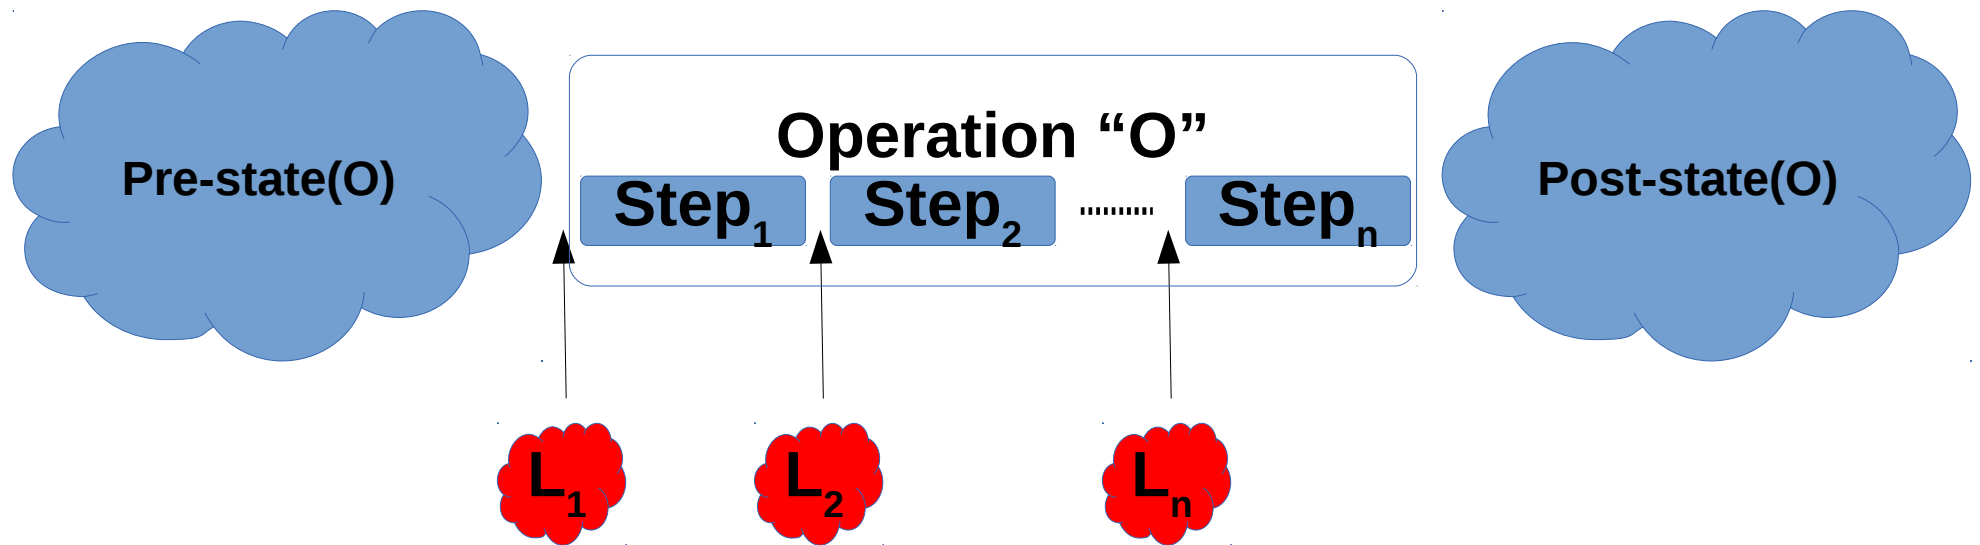 Pre-state(O)
Operation “O”
Step1
Step2
..........
Stepn
Post-state(O)
L1
L2
Ln